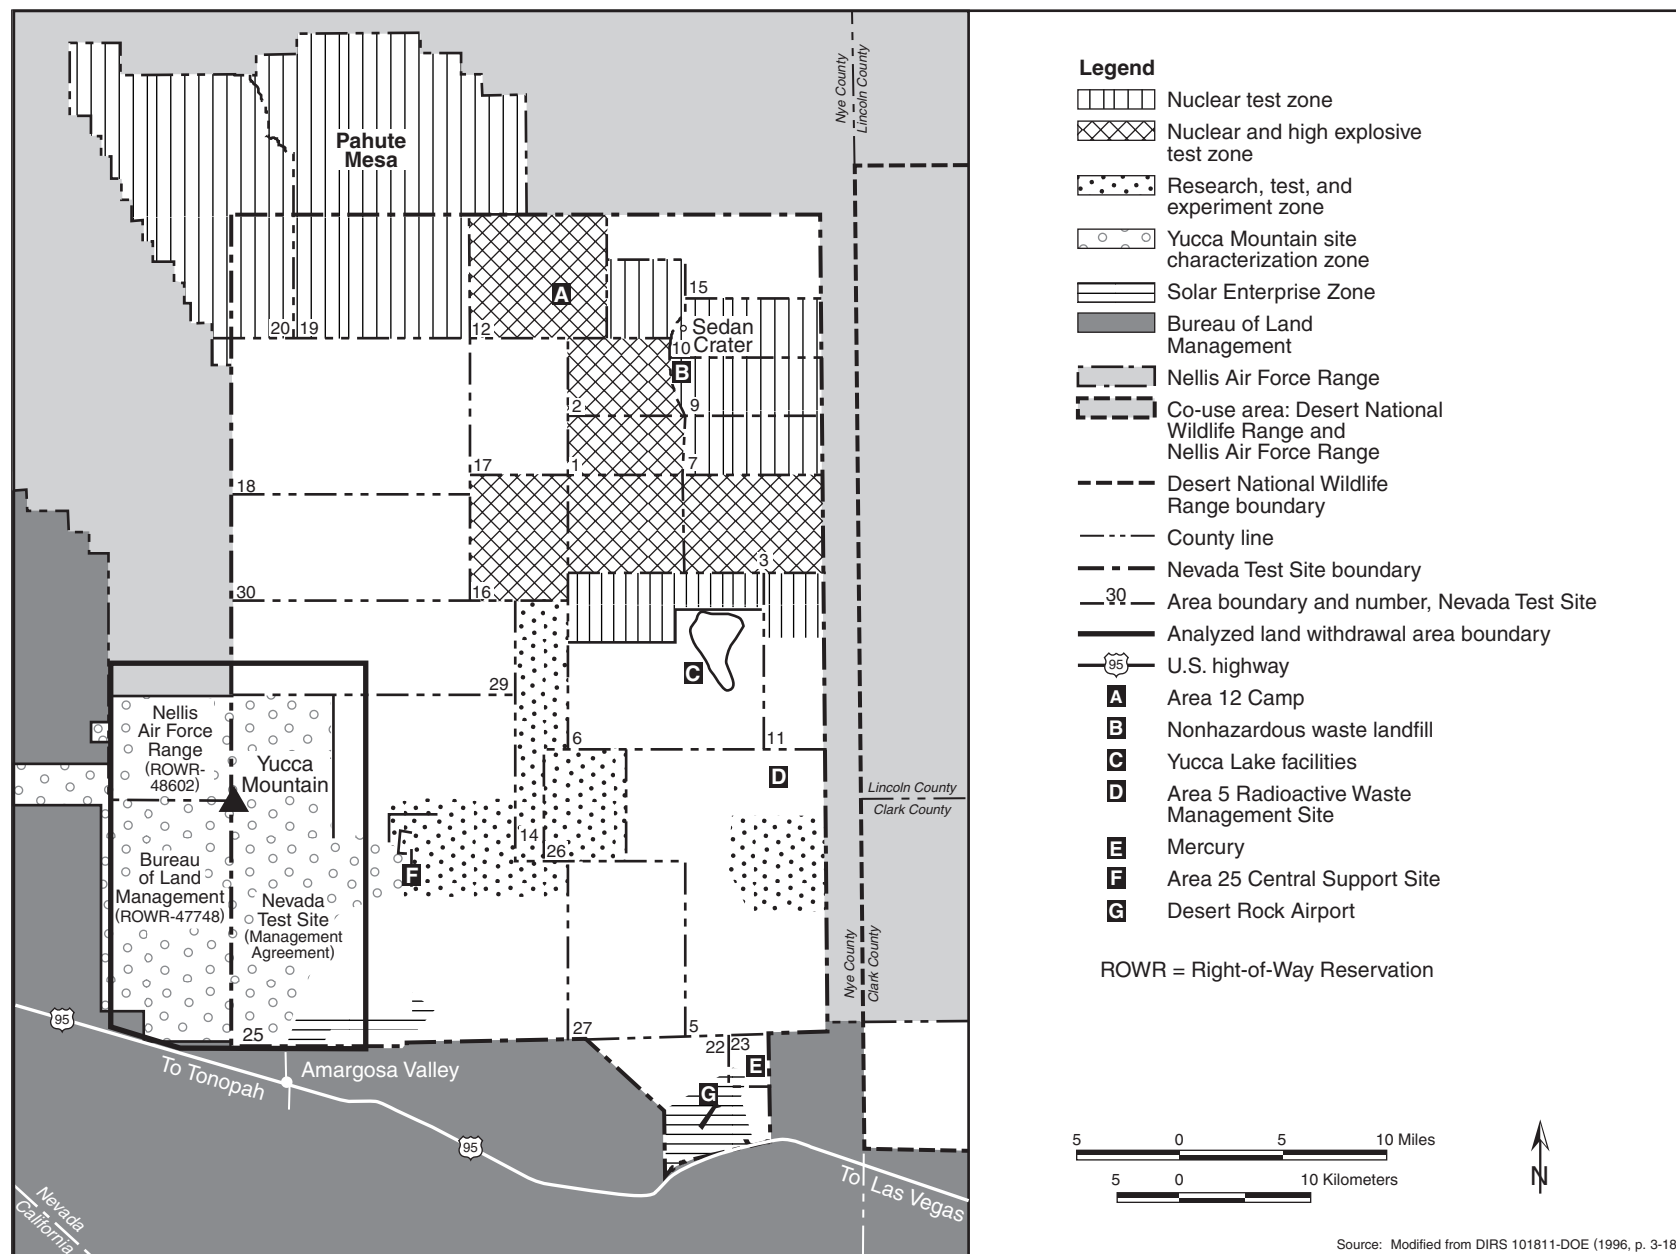 Nye County
Lincoln County
Pahute
Mesa
15
Sedan
Crater
20
19
12
10
A
B
2
9
17
1
7
18
3
30
16
C
29
6
11
D
Nellis
Air Force
Range
(ROWR-
48602)
Yucca
Mountain
Lincoln County
Clark County
14
26
F
Bureau
of Land
Management
(ROWR-47748)
Nevada
Test Site
(Management
Agreement)
Nye County
Clark County
95
25
27
5
22
23
E
G
To Tonopah
Amargosa Valley
95
To Las Vegas
Nevada
California
Legend
Nuclear test zone
Nuclear and high explosive
test zone
Research, test, and
experiment zone
Yucca Mountain site
characterization zone
Solar Enterprise Zone
Bureau of Land
Management
Nellis Air Force Range
Co-use area: Desert National
Wildlife Range and
Nellis Air Force Range
Desert National Wildlife
Range boundary
County line
Nevada Test Site boundary
30 Area boundary and number, Nevada Test Site
Analyzed land withdrawal area boundary
95 U.S. highway
A Area 12 Camp
B Nonhazardous waste landfill
C Yucca Lake facilities
D Area 5 Radioactive Waste
Management Site
E Mercury
F Area 25 Central Support Site
G Desert Rock Airport
ROWR = Right-of-Way Reservation
5 0 5 10 Miles
5 0 10 Kilometers
N
Source: Modified from DIRS 101811-DOE (1996, p. 3-18